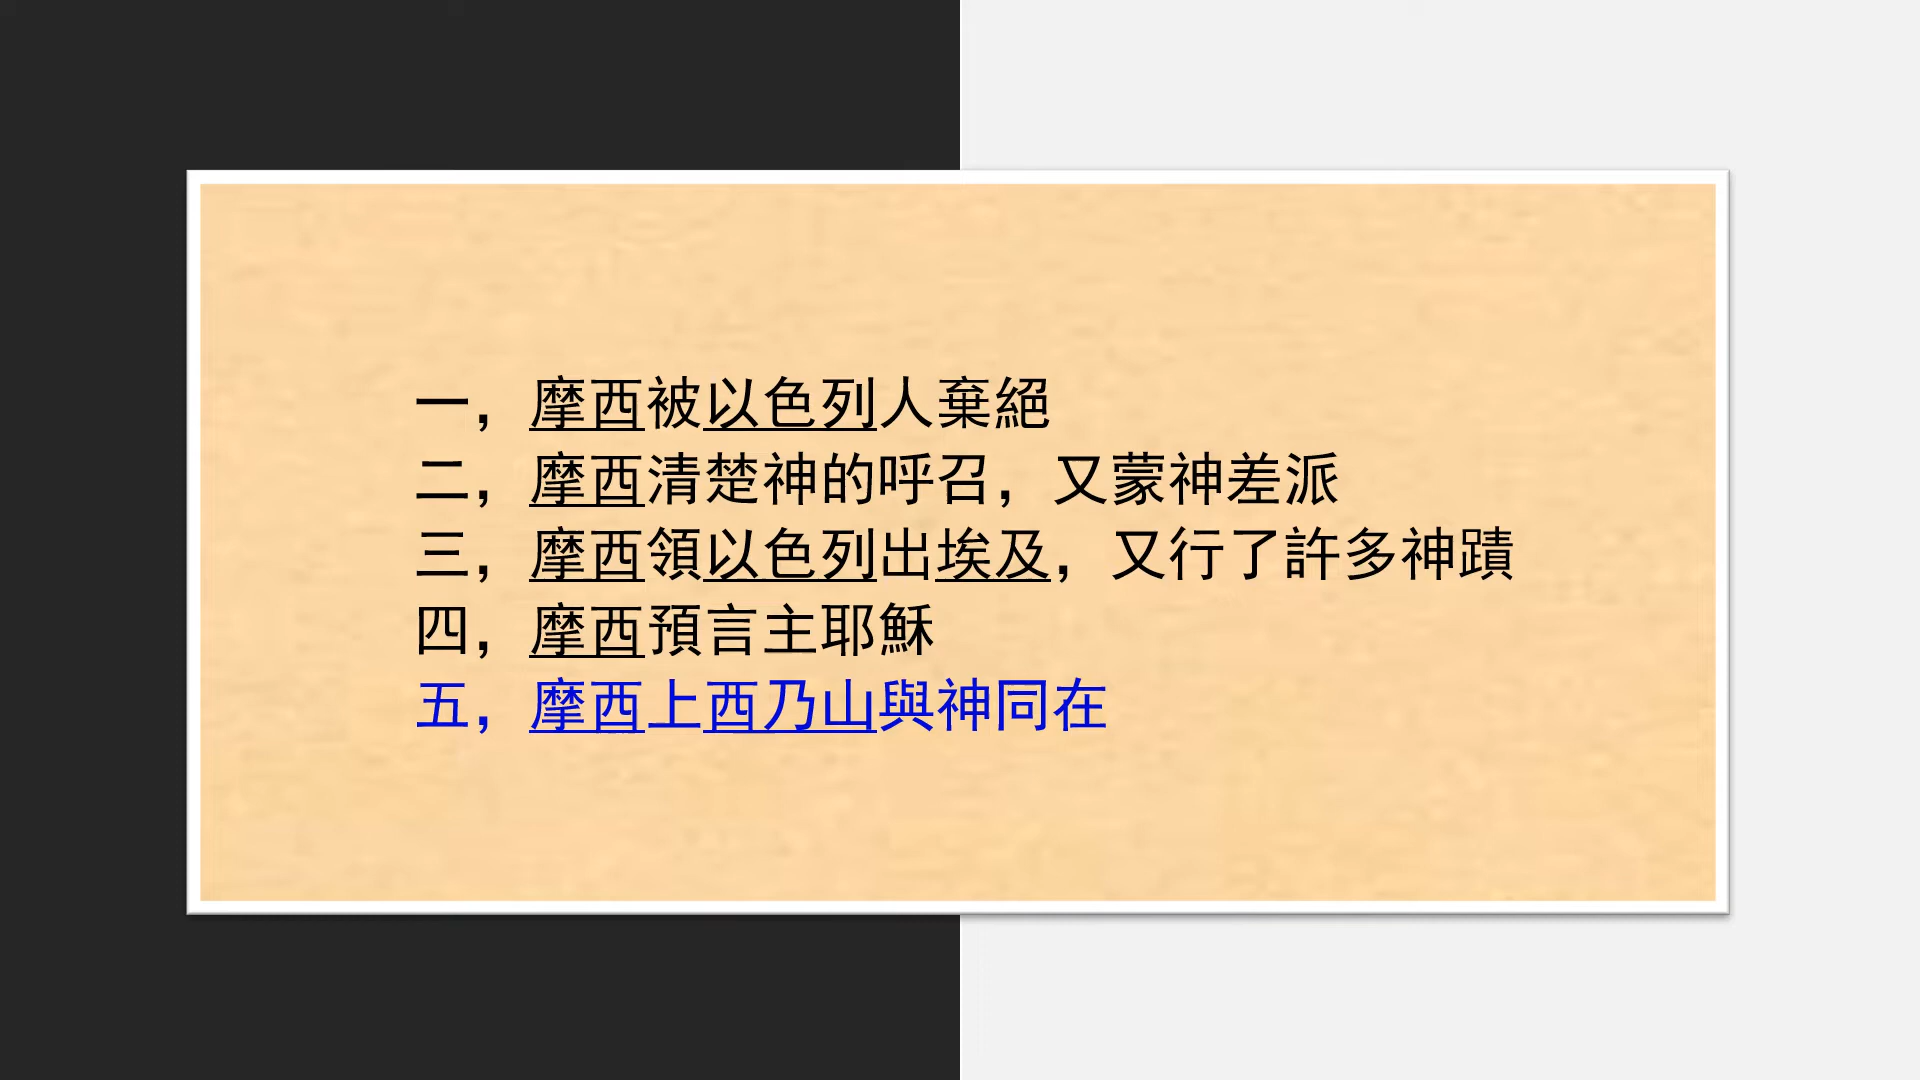 一，摩西被以色列人棄絕
二，摩西清楚神的呼召，又蒙神差派
三，摩西領以色列出埃及，又行了許多神蹟
四，摩西預言主耶穌
五，摩西上西乃山與神同在